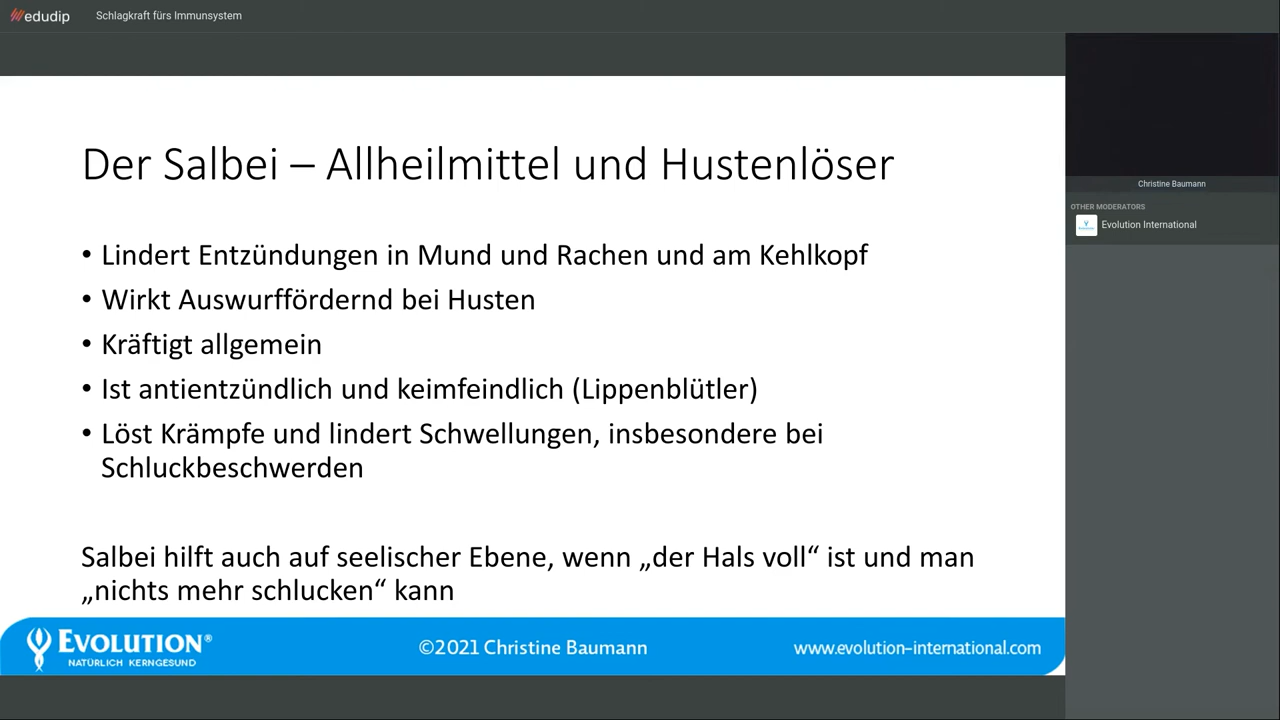 edudip
Schlagkraft fürs Immunsystem
Der Salbei – Allheilmittel und Hustenlöser
• Lindert Entzündungen in Mund und Rachen und am Kehlkopf
• Wirkt Auswurffördernd bei Husten
• Kräftigt allgemein
• Ist antientzündlich und keimfeindlich (Lippenblütler)
• Löst Krämpfe und lindert Schwellungen, insbesondere bei
Schluckbeschwerden
Salbei hilft auch auf seelischer Ebene, wenn „der Hals voll“ ist und man
„nichts mehr schlucken“ kann
EVOLUTION®
NATÜRLICH KERNGESUND
©2021 Christine Baumann
www.evolution-international.com
Christine Baumann
OTHER MODERATORS
Evolution International